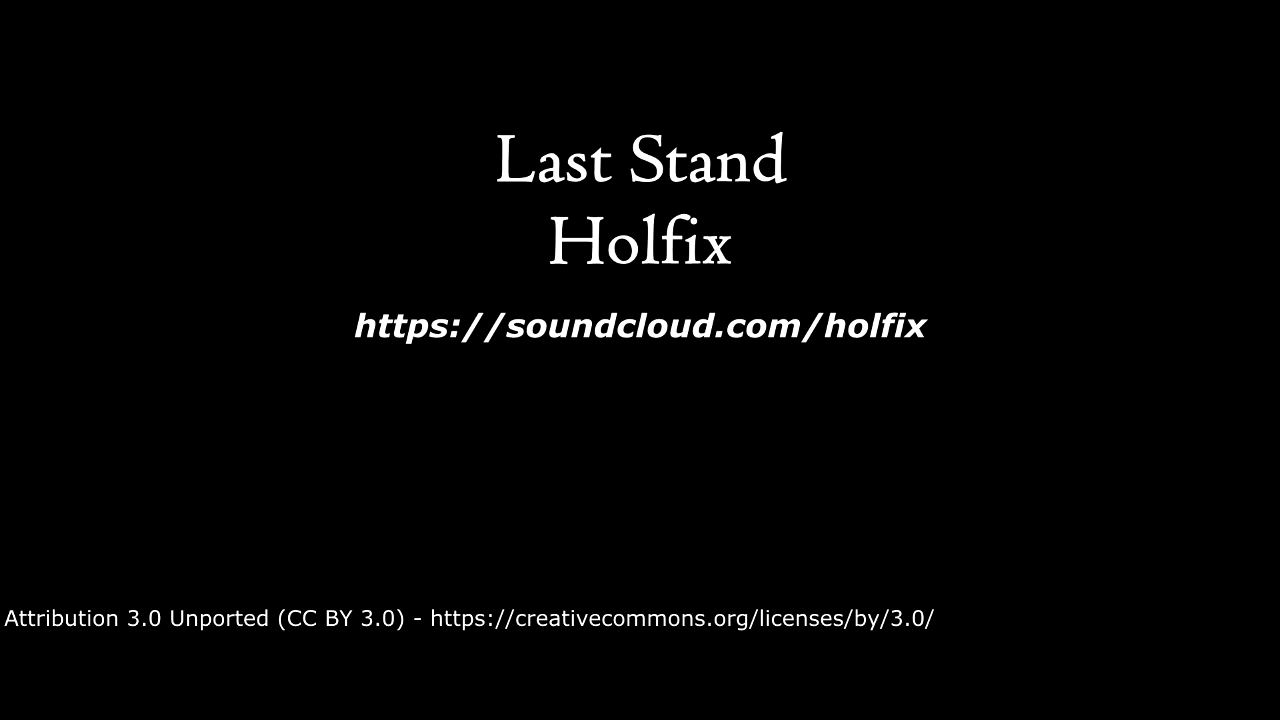 Last Stand
Holfix
https://soundcloud.com/holfix
Attribution 3.0 Unported (CC BY 3.0) - https://creativecommons.org/licenses/by/3.0/